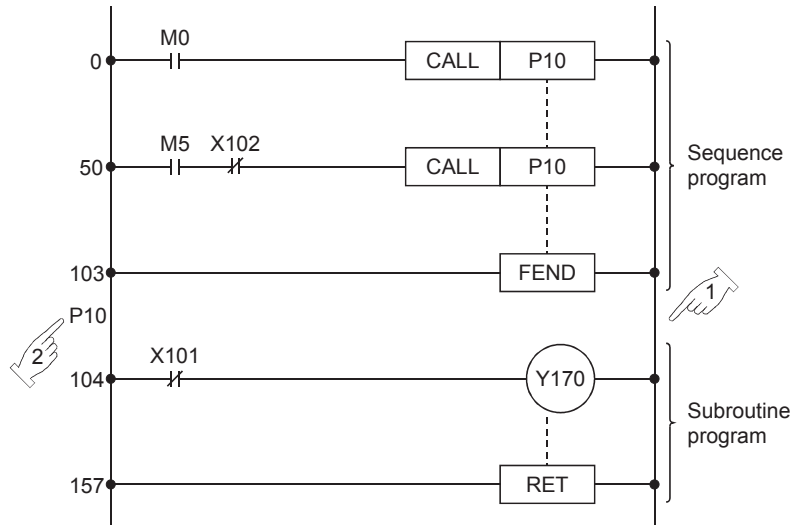 M0
0 CALL P10
M5 X102
50 CALL P10
Sequence
program
103 FEND
1
P10
2
X101
104 Y170
Subroutine
program
157 RET